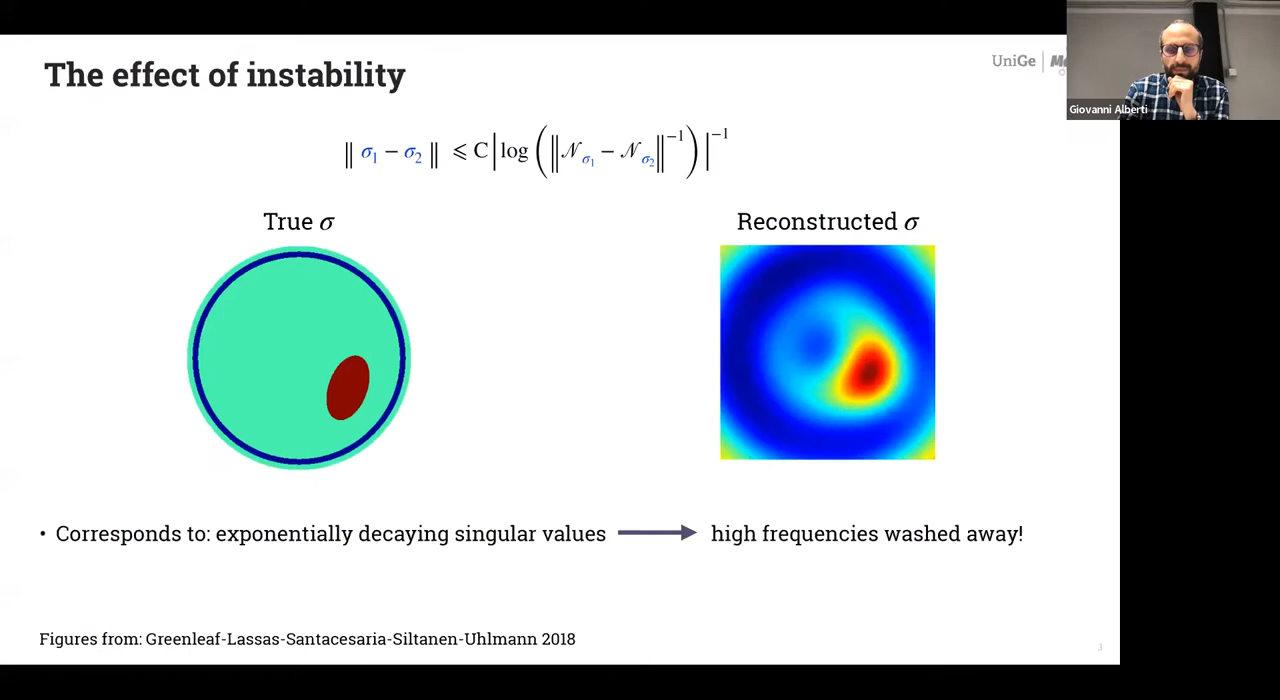 The effect of instability
UniGe
Giovanni Alberti
‖ σ₁ − σ₂ ‖ ⩽ C|log(‖𝒩_σ₁ − 𝒩_σ₂‖⁻¹)|⁻¹
True σ
Reconstructed σ
• Corresponds to: exponentially decaying singular values ⟶ high frequencies washed away!
Figures from: Greenleaf-Lassas-Santacesaria-Siltanen-Uhlmann 2018
3